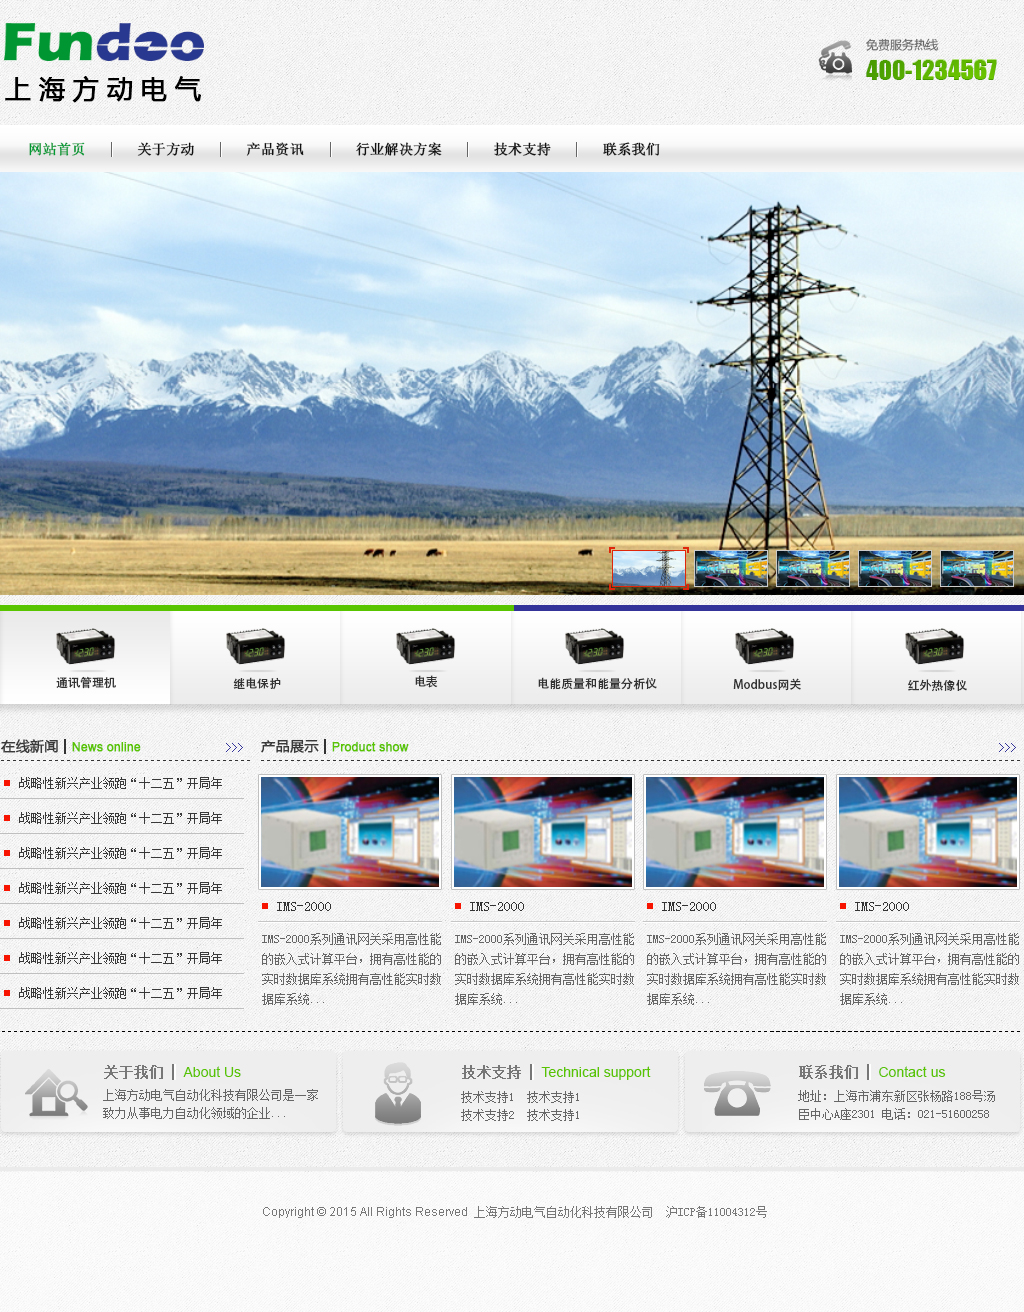 Fundoo
上海方动电气
免费服务热线
400-1234567
网站首页 关于方动 产品资讯 行业解决方案 技术支持 联系我们
通讯管理机 继电保护 电表 电能质量和能量分析仪 Modbus网关 红外热像仪
在线新闻 News online
战略性新兴产业领跑“十二五”开局年
战略性新兴产业领跑“十二五”开局年
战略性新兴产业领跑“十二五”开局年
战略性新兴产业领跑“十二五”开局年
战略性新兴产业领跑“十二五”开局年
战略性新兴产业领跑“十二五”开局年
战略性新兴产业领跑“十二五”开局年
产品展示 Product show
IMS-2000
IMS-2000系列通讯网关采用高性能
的嵌入式计算平台，拥有高性能的
实时数据库系统拥有高性能实时数
据库系统...
IMS-2000
IMS-2000系列通讯网关采用高性能
的嵌入式计算平台，拥有高性能的
实时数据库系统拥有高性能实时数
据库系统...
IMS-2000
IMS-2000系列通讯网关采用高性能
的嵌入式计算平台，拥有高性能的
实时数据库系统拥有高性能实时数
据库系统...
IMS-2000
IMS-2000系列通讯网关采用高性能
的嵌入式计算平台，拥有高性能的
实时数据库系统拥有高性能实时数
据库系统...
关于我们 About Us
上海方动电气自动化科技有限公司是一家
致力从事电力自动化领域的企业...
技术支持 Technical support
技术支持1 技术支持1
技术支持2 技术支持1
联系我们 Contact us
地址：上海市浦东新区张杨路188号汤
臣中心A座2301 电话：021-51600258
Copyright © 2015 All Rights Reserved 上海方动电气自动化科技有限公司 沪ICP备11004312号